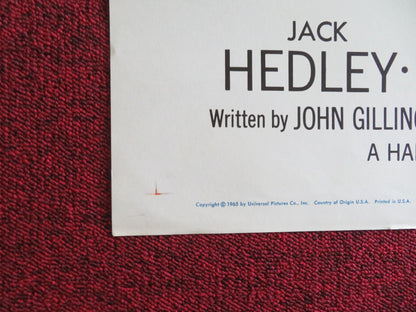 JACK
HEDLEY ·
Written by JOHN GILLING
A HA
Copyright © 1965 by Universal Pictures Co., Inc. Country of Origin U.S.A. Printed in U.S.A.